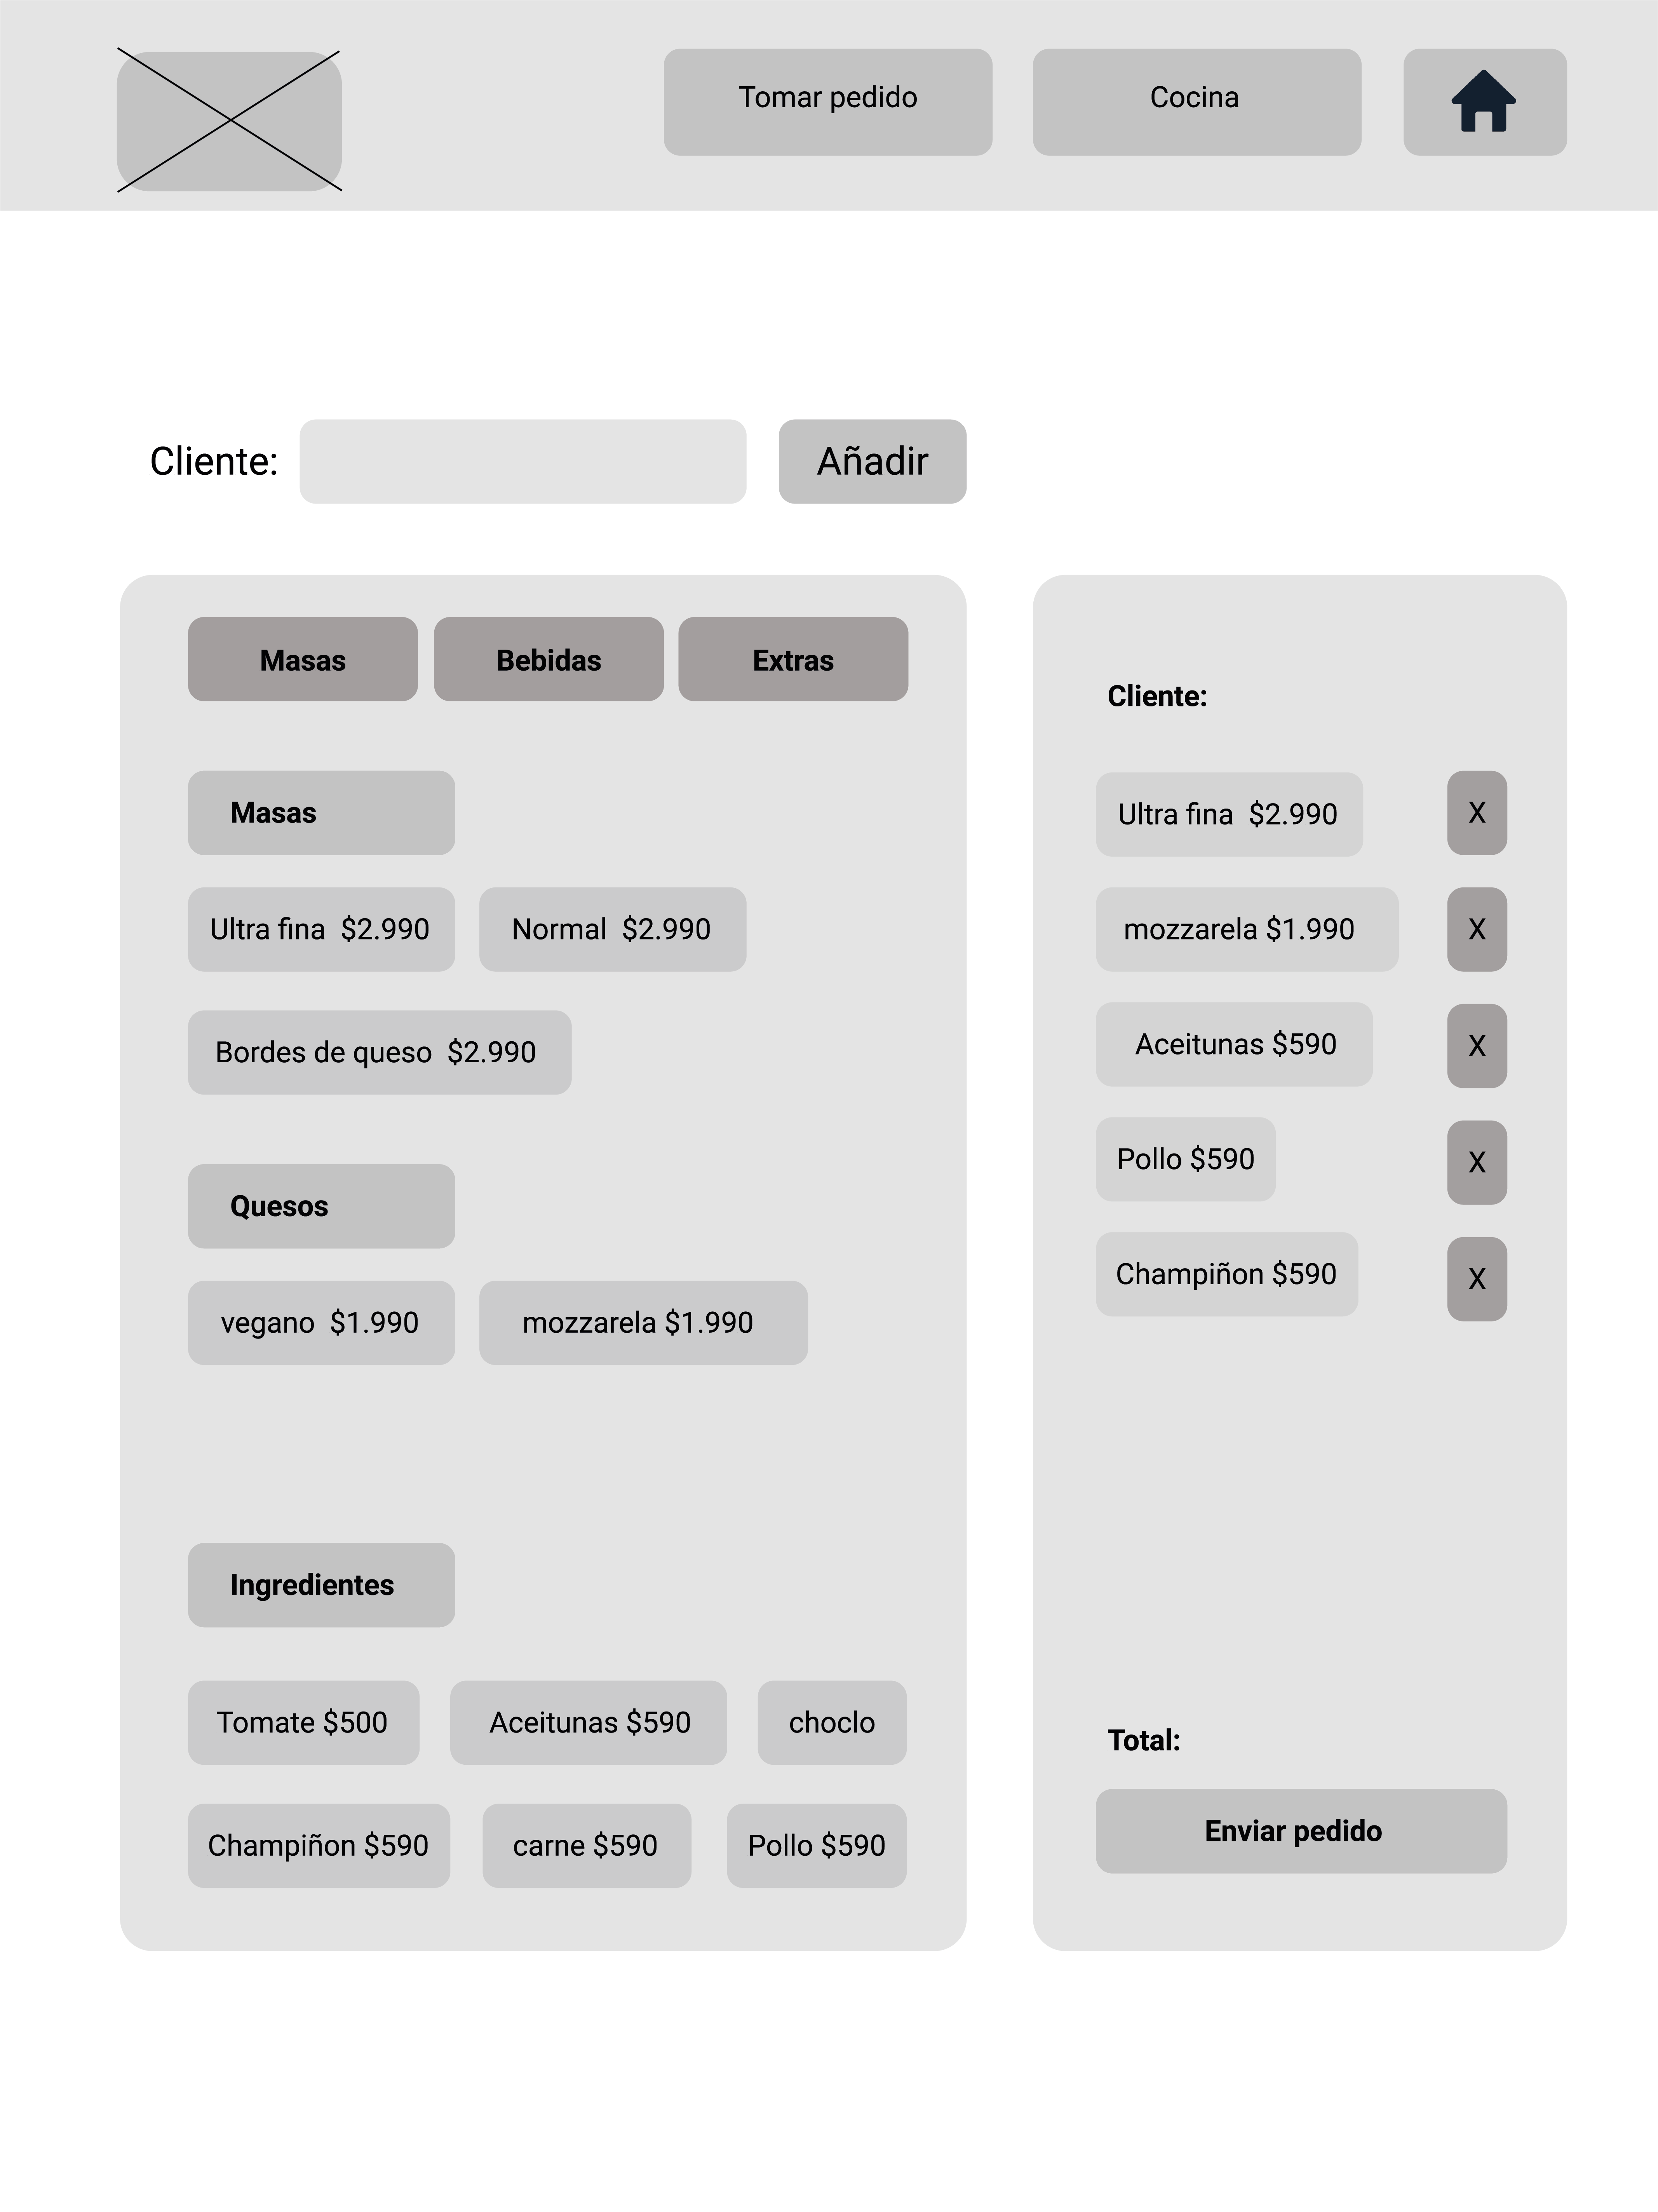 Tomar pedido
Cocina
Cliente:
Añadir
Masas
Bebidas
Extras
Masas
Ultra fina  $2.990
Normal  $2.990
Bordes de queso  $2.990
Quesos
vegano  $1.990
mozzarela $1.990
Ingredientes
Tomate $500
Aceitunas $590
choclo
Champiñon $590
carne $590
Pollo $590
Cliente:
Ultra fina  $2.990
X
mozzarela $1.990
X
Aceitunas $590
X
Pollo $590
X
Champiñon $590
X
Total:
Enviar pedido